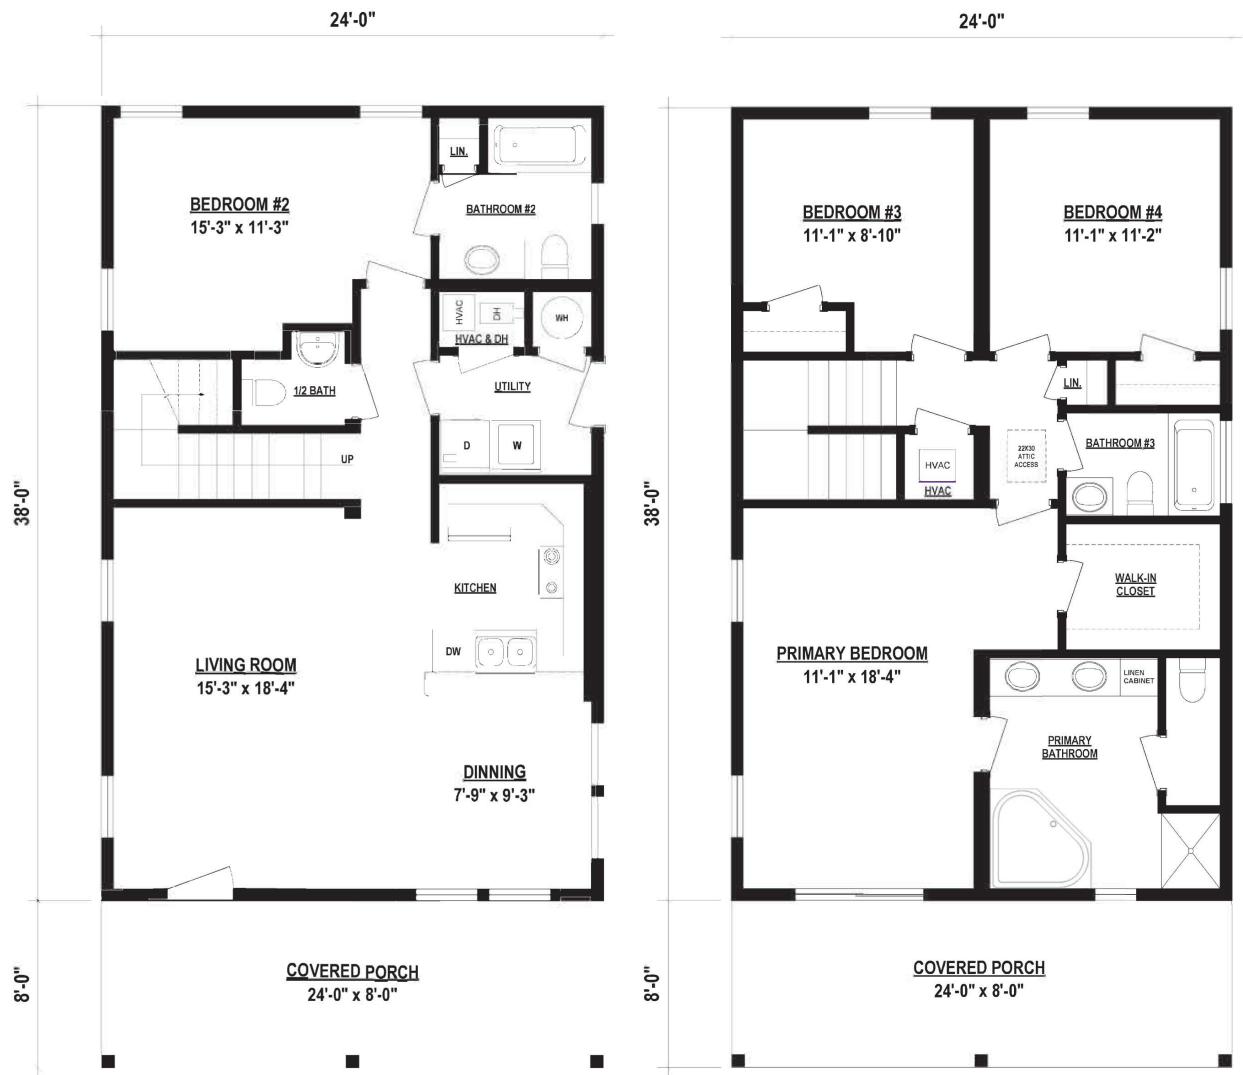 24'-0"
LIN.
BEDROOM #2
15'-3" x 11'-3"
BATHROOM #2
HVAC
DH
HVAC & DH
WH
1/2 BATH
UTILITY
D
W
UP
38'-0"
KITCHEN
DW
LIVING ROOM
15'-3" x 18'-4"
DINNING
7'-9" x 9'-3"
COVERED PORCH
24'-0" x 8'-0"
8'-0"
24'-0"
BEDROOM #3
11'-1" x 8'-10"
BEDROOM #4
11'-1" x 11'-2"
LIN.
22X30
ATTIC
ACCESS
BATHROOM #3
HVAC
HVAC
38'-0"
WALK-IN
CLOSET
PRIMARY BEDROOM
11'-1" x 18'-4"
LINEN
CABINET
PRIMARY
BATHROOM
COVERED PORCH
24'-0" x 8'-0"
8'-0"